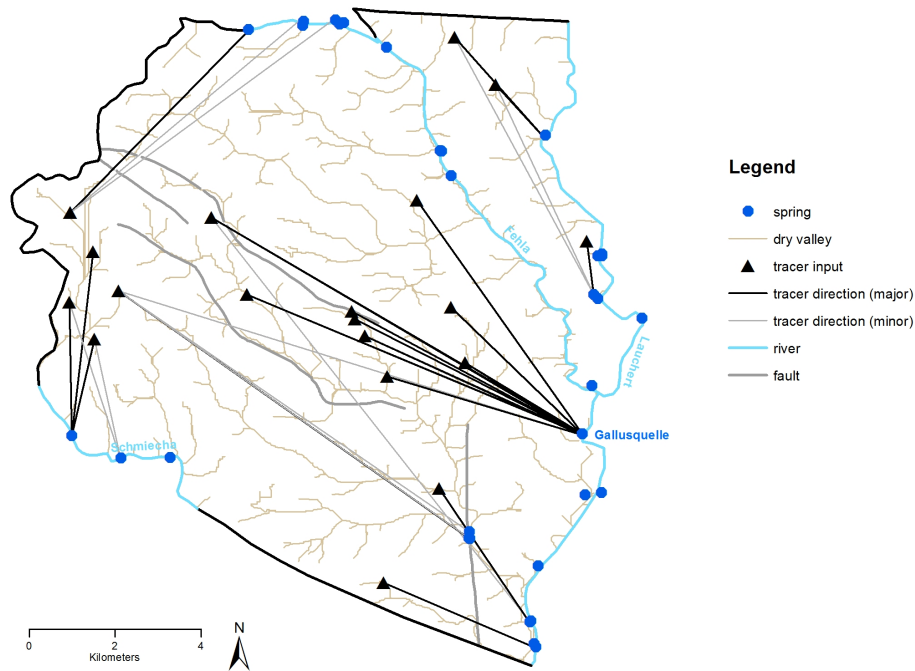 Fehla
Lauchert
Gallusquelle
Schmiecha
Legend
spring
dry valley
tracer input
tracer direction (major)
tracer direction (minor)
river
fault
0 2 4
Kilometers
N